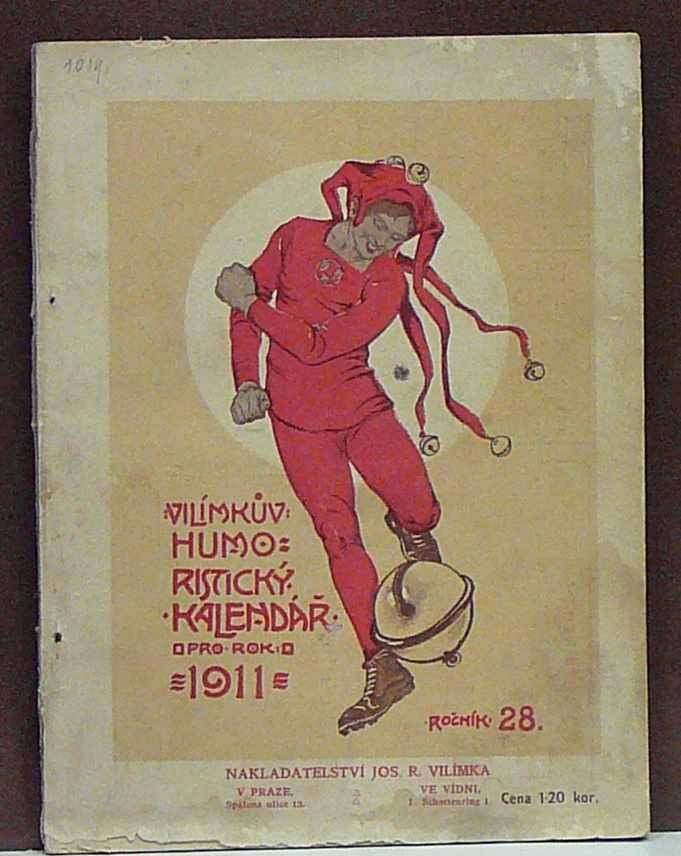 1019
VILÍMKŮV
HUMO=
RISTICKÝ
KALENDÁŘ
PRO ROK
1911
ROČNÍK 28.
NAKLADATELSTVÍ JOS. R. VILÍMKA
V PRAZE,
Spálená ulice 13.
VE VÍDNI,
I. Schottenring 1.
Cena 1·20 kor.